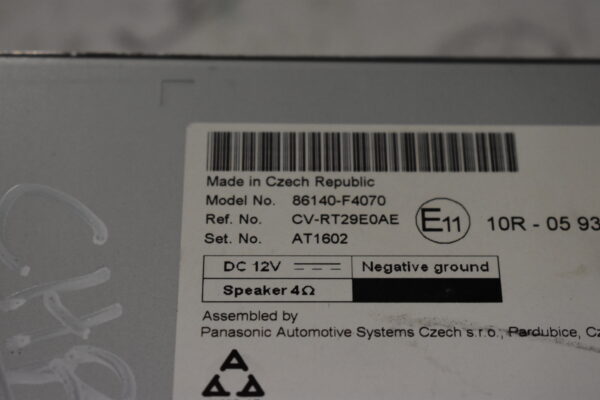 Made in Czech Republic
Model No. 86140-F4070
Ref. No. CV-RT29E0AE
Set. No. AT1602
E11 10R - 05 93
DC 12V Negative ground
Speaker 4Ω
Assembled by
Panasonic Automotive Systems Czech s.r.o., Pardubice, Cz
A A A
CHR